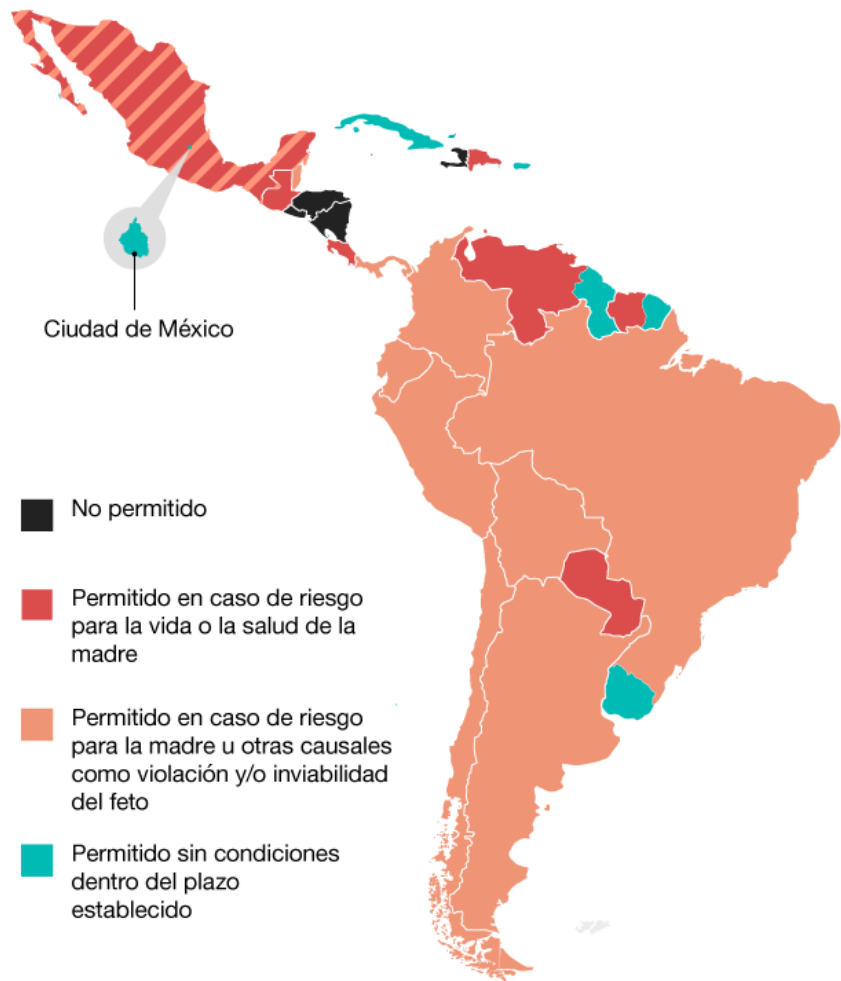 Ciudad de México
No permitido
Permitido en caso de riesgo
para la vida o la salud de la
madre
Permitido en caso de riesgo
para la madre u otras causales
como violación y/o inviabilidad
del feto
Permitido sin condiciones
dentro del plazo
establecido